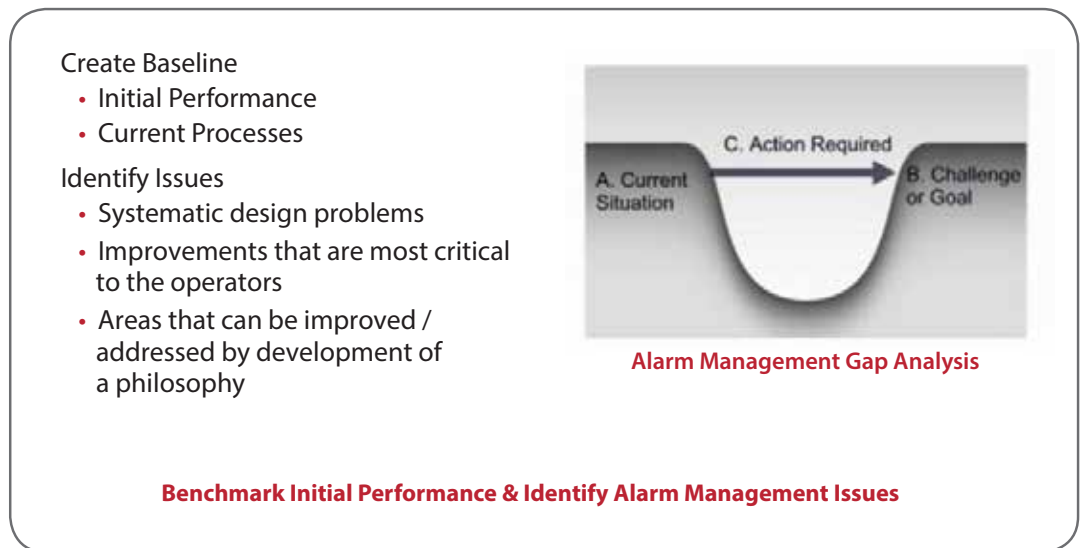 Create Baseline
• Initial Performance
• Current Processes
Identify Issues
• Systematic design problems
• Improvements that are most critical
to the operators
• Areas that can be improved /
addressed by development of
a philosophy
C. Action Required
A. Current
Situation
B. Challenge
or Goal
Alarm Management Gap Analysis
Benchmark Initial Performance & Identify Alarm Management Issues